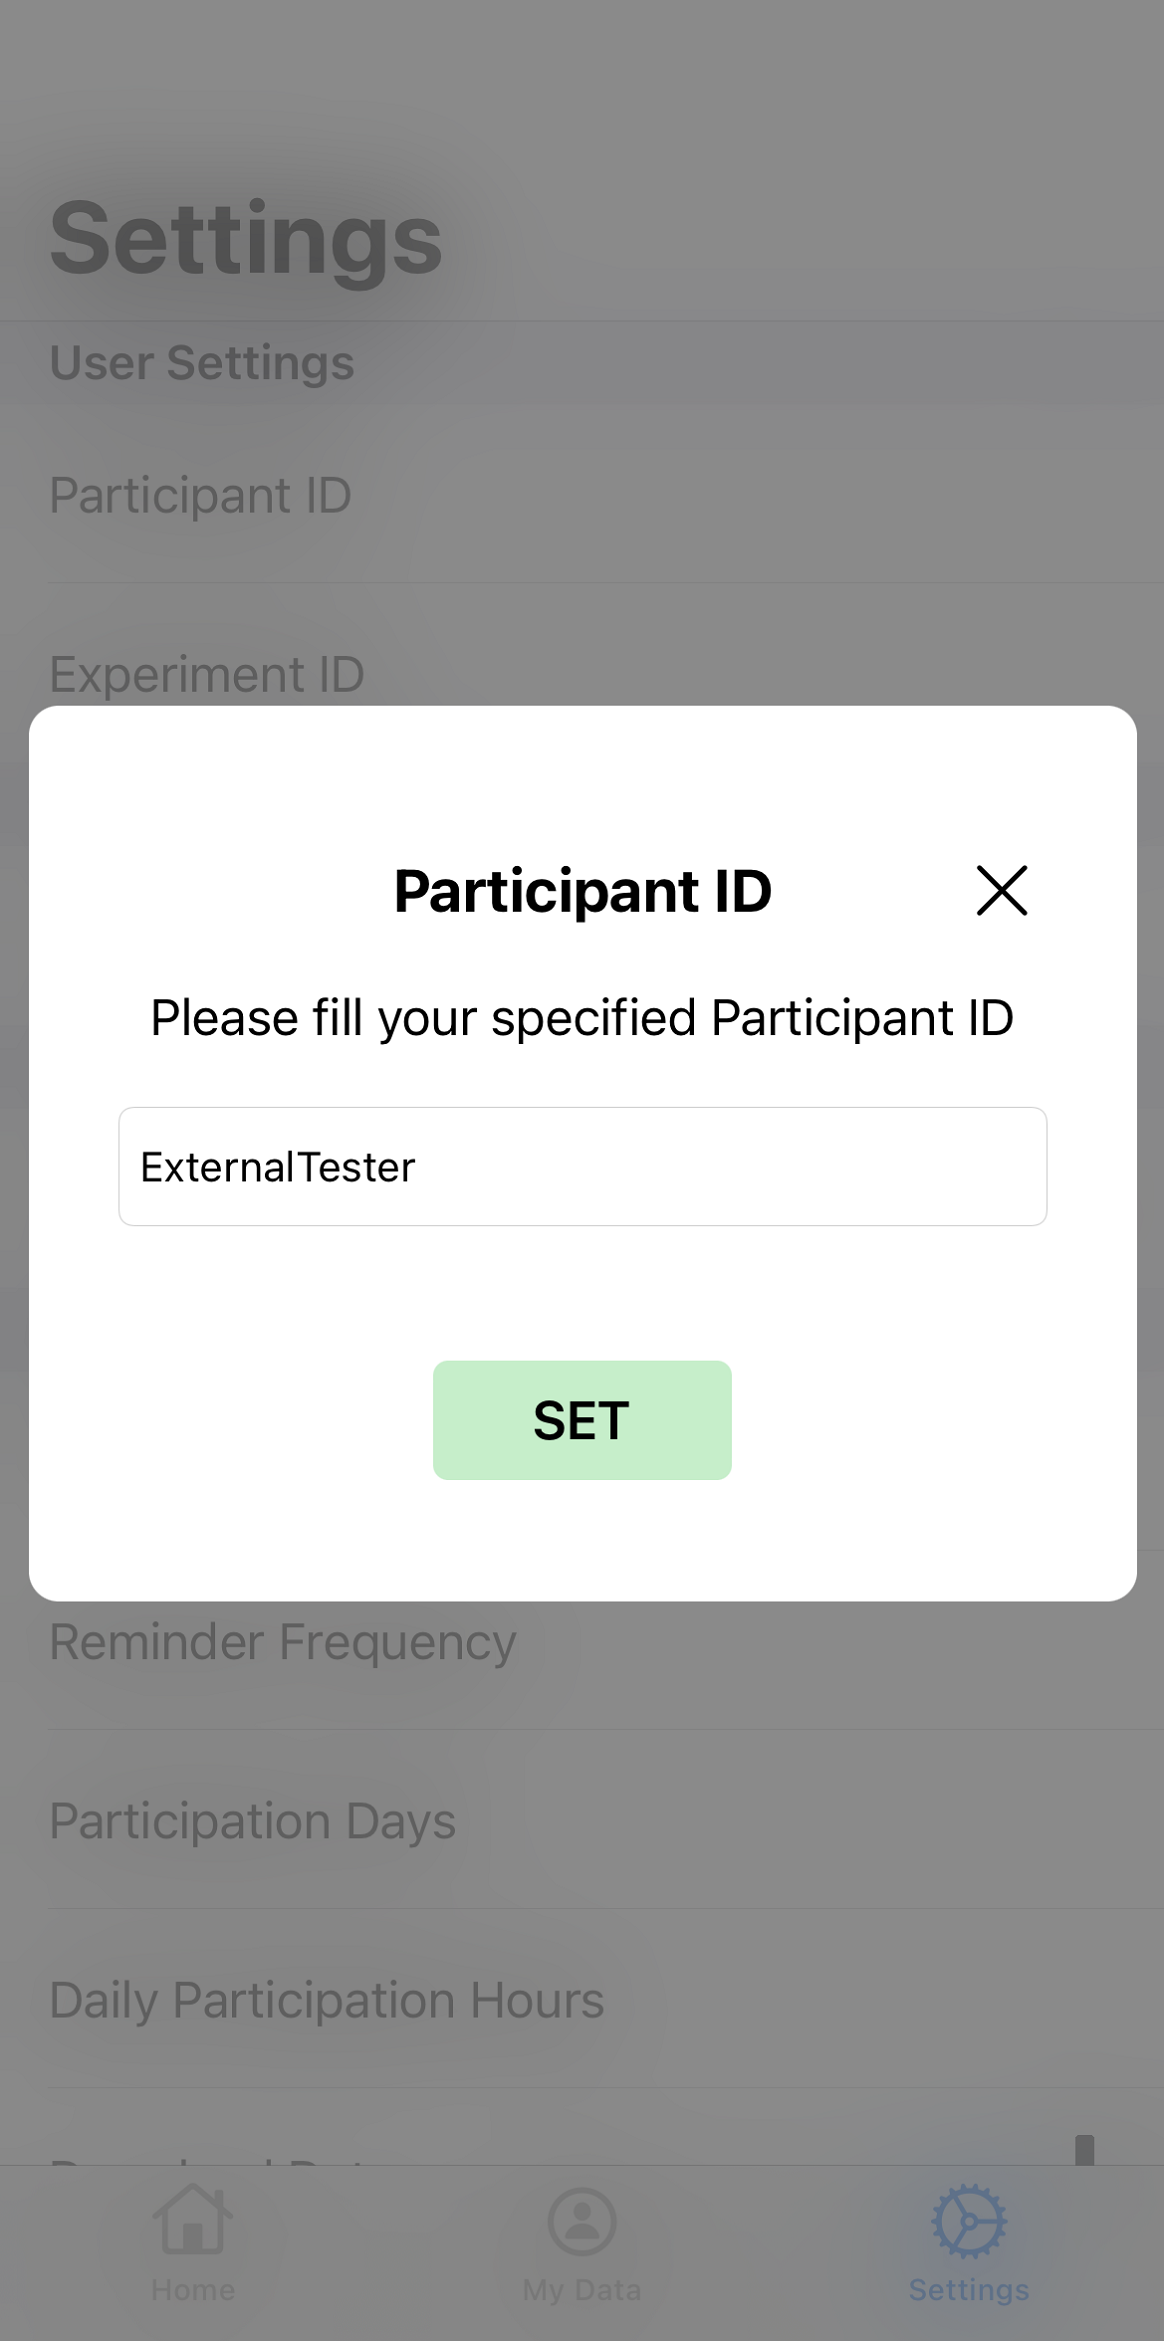 Settings
User Settings
Participant ID
Experiment ID
Participant ID
Please fill your specified Participant ID
ExternalTester
SET
Reminder Frequency
Participation Days
Daily Participation Hours
Home
My Data
Settings